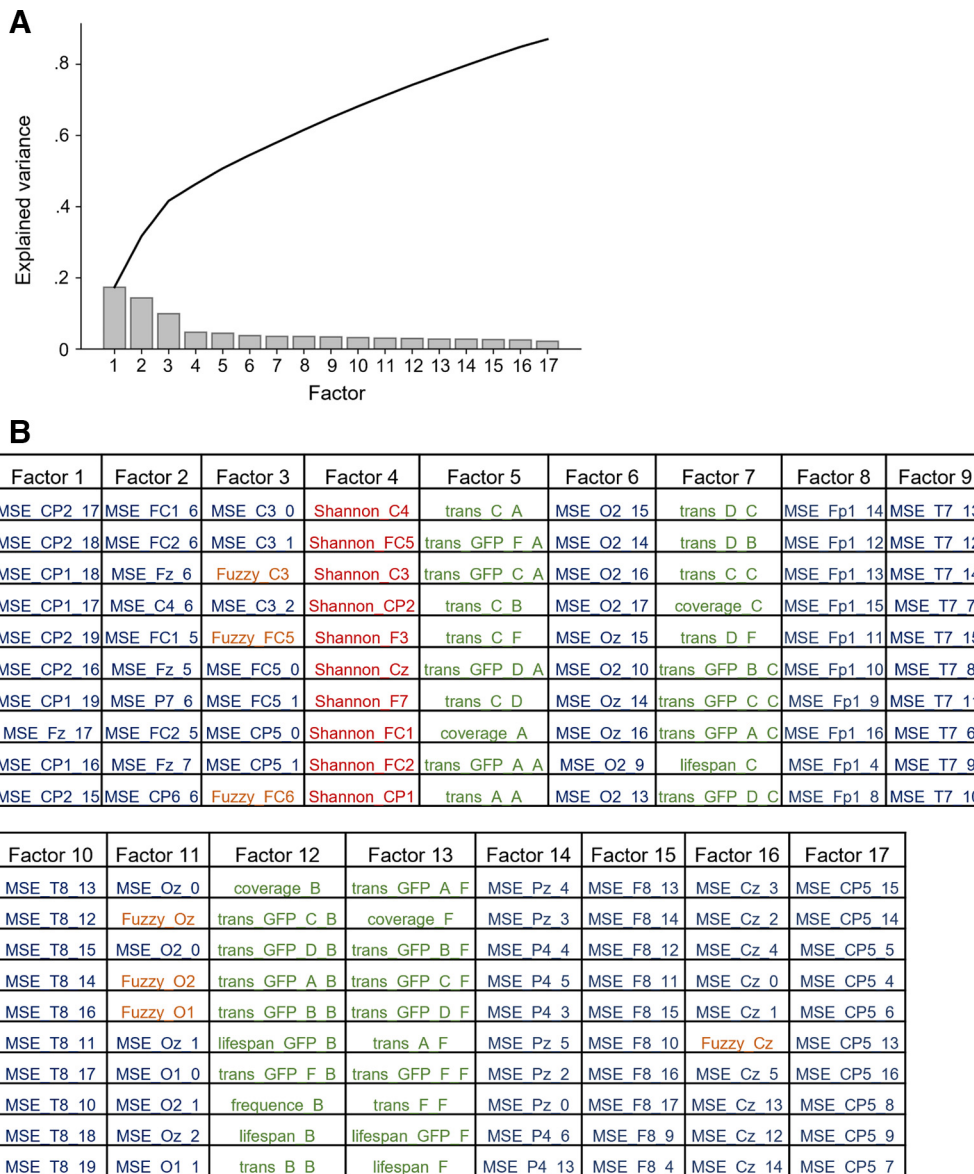 A
Explained variance
.8
.6
.4
.2
0
1 2 3 4 5 6 7 8 9 10 11 12 13 14 15 16 17
Factor
B
Factor 1 Factor 2 Factor 3 Factor 4 Factor 5 Factor 6 Factor 7 Factor 8 Factor 9
MSE_CP2_17 MSE_FC1_6 MSE_C3_0 Shannon_C4 trans_C_A MSE_O2_15 trans_D_C MSE_Fp1_14 MSE_T7_13
MSE_CP2_18 MSE_FC2_6 MSE_C3_1 Shannon_FC5 trans_GFP_F_A MSE_O2_14 trans_D_B MSE_Fp1_12 MSE_T7_12
MSE_CP1_18 MSE_Fz_6 Fuzzy_C3 Shannon_C3 trans_GFP_C_A MSE_O2_16 trans_C_C MSE_Fp1_13 MSE_T7_14
MSE_CP1_17 MSE_C4_6 MSE_C3_2 Shannon_CP2 trans_C_B MSE_O2_17 coverage_C MSE_Fp1_15 MSE_T7_7
MSE_CP2_19 MSE_FC1_5 Fuzzy_FC5 Shannon_F3 trans_C_F MSE_Oz_15 trans_D_F MSE_Fp1_11 MSE_T7_15
MSE_CP2_16 MSE_Fz_5 MSE_FC5_0 Shannon_Cz trans_GFP_D_A MSE_O2_10 trans_GFP_B_C MSE_Fp1_10 MSE_T7_8
MSE_CP1_19 MSE_P7_6 MSE_FC5_1 Shannon_F7 trans_C_D MSE_Oz_14 trans_GFP_C_C MSE_Fp1_9 MSE_T7_11
MSE_Fz_17 MSE_FC2_5 MSE_CP5_0 Shannon_FC1 coverage_A MSE_Oz_16 trans_GFP_A_C MSE_Fp1_16 MSE_T7_6
MSE_CP1_16 MSE_Fz_7 MSE_CP5_1 Shannon_FC2 trans_GFP_A_A MSE_O2_9 lifespan_C MSE_Fp1_4 MSE_T7_9
MSE_CP2_15 MSE_CP6_6 Fuzzy_FC6 Shannon_CP1 trans_A_A MSE_O2_13 trans_GFP_D_C MSE_Fp1_8 MSE_T7_10
Factor 10 Factor 11 Factor 12 Factor 13 Factor 14 Factor 15 Factor 16 Factor 17
MSE_T8_13 MSE_Oz_0 coverage_B trans_GFP_A_F MSE_Pz_4 MSE_F8_13 MSE_Cz_3 MSE_CP5_15
MSE_T8_12 Fuzzy_Oz trans_GFP_C_B coverage_F MSE_Pz_3 MSE_F8_14 MSE_Cz_2 MSE_CP5_14
MSE_T8_15 MSE_O2_0 trans_GFP_D_B trans_GFP_B_F MSE_P4_4 MSE_F8_12 MSE_Cz_4 MSE_CP5_5
MSE_T8_14 Fuzzy_O2 trans_GFP_A_B trans_GFP_C_F MSE_P4_5 MSE_F8_11 MSE_Cz_0 MSE_CP5_4
MSE_T8_16 Fuzzy_O1 trans_GFP_B_B trans_GFP_D_F MSE_P4_3 MSE_F8_15 MSE_Cz_1 MSE_CP5_6
MSE_T8_11 MSE_Oz_1 lifespan_GFP_B trans_A_F MSE_Pz_5 MSE_F8_10 Fuzzy_Cz MSE_CP5_13
MSE_T8_17 MSE_O1_0 trans_GFP_F_B trans_GFP_F_F MSE_Pz_2 MSE_F8_16 MSE_Cz_5 MSE_CP5_16
MSE_T8_10 MSE_O2_1 frequence_B trans_F_F MSE_Pz_0 MSE_F8_17 MSE_Cz_13 MSE_CP5_8
MSE_T8_18 MSE_Oz_2 lifespan_B lifespan_GFP_F MSE_P4_6 MSE_F8_9 MSE_Cz_12 MSE_CP5_9
MSE_T8_19 MSE_O1_1 trans_B_B lifespan_F MSE_P4_13 MSE_F8_4 MSE_Cz_14 MSE_CP5_7